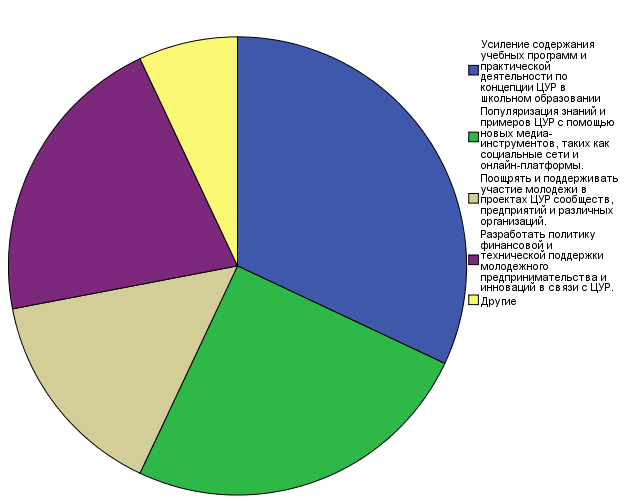 Усиление содержания
учебных программ и
практической
деятельности по
концепции ЦУР в
школьном образовании
Популяризация знаний и
примеров ЦУР с помощью
новых медиа-
инструментов, таких как
социальные сети и
онлайн-платформы.
Поощрять и поддерживать
участие молодежи в
проектах ЦУР сообществ,
предприятий и различных
организаций.
Разработать политику
финансовой и
технической поддержки
молодежного
предпринимательства и
инноваций в связи с ЦУР.
Другие